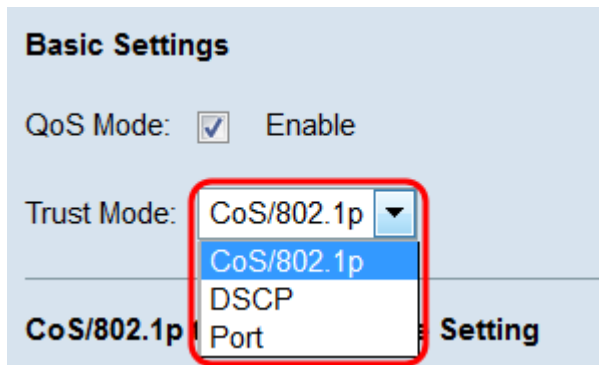 Basic Settings
QoS Mode: Enable
Trust Mode: CoS/802.1p
CoS/802.1p
DSCP
Port
CoS/802.1p Setting